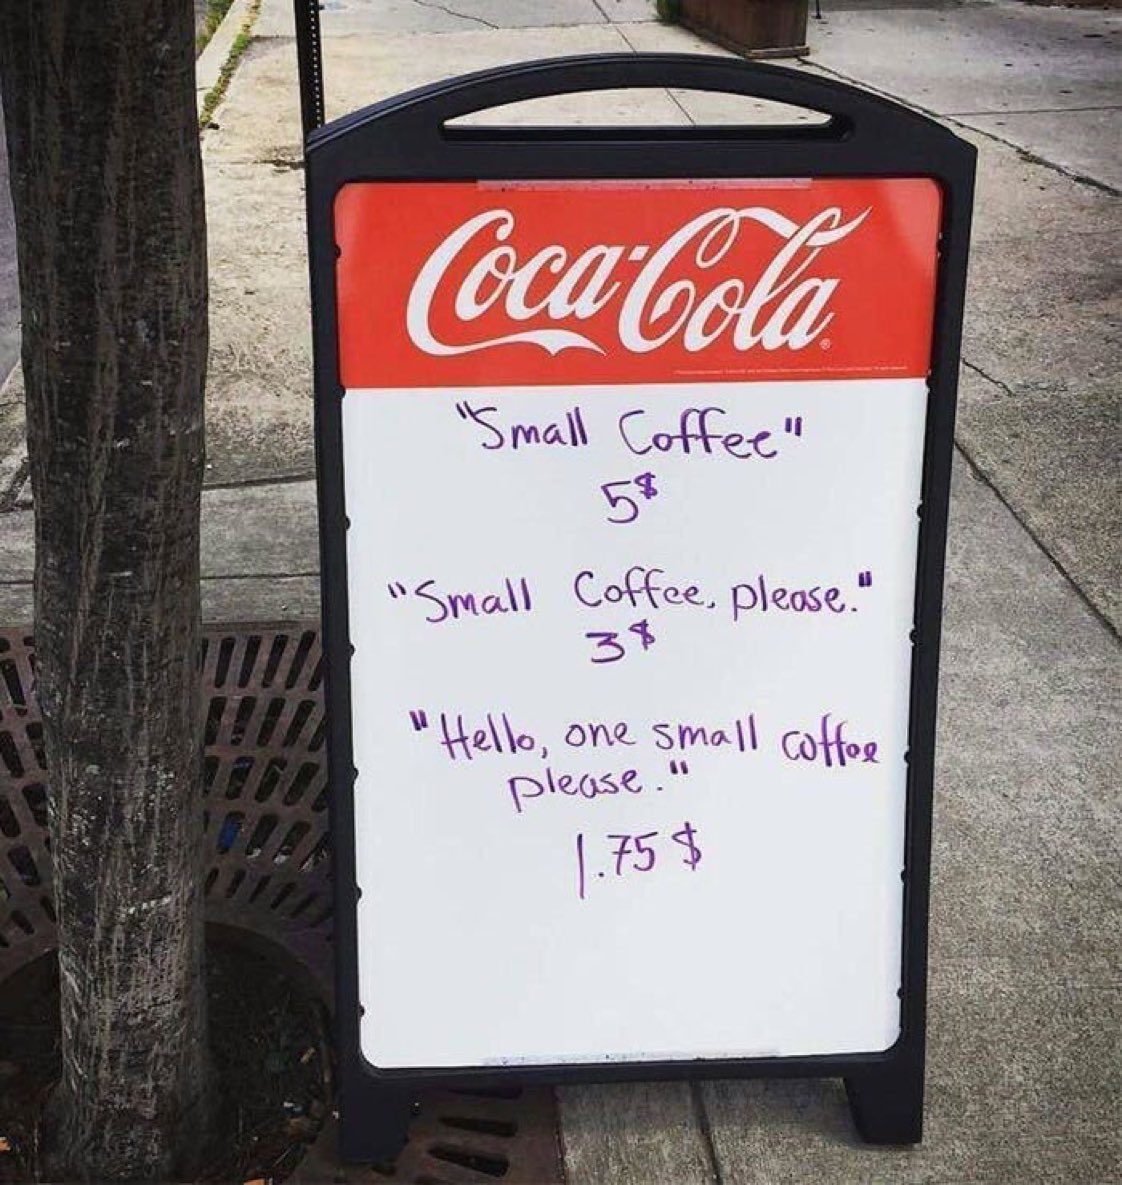 Coca-Cola®
"Small Coffee"
5$
"Small Coffee, please."
3$
"Hello, one small coffee
please."
1.75$